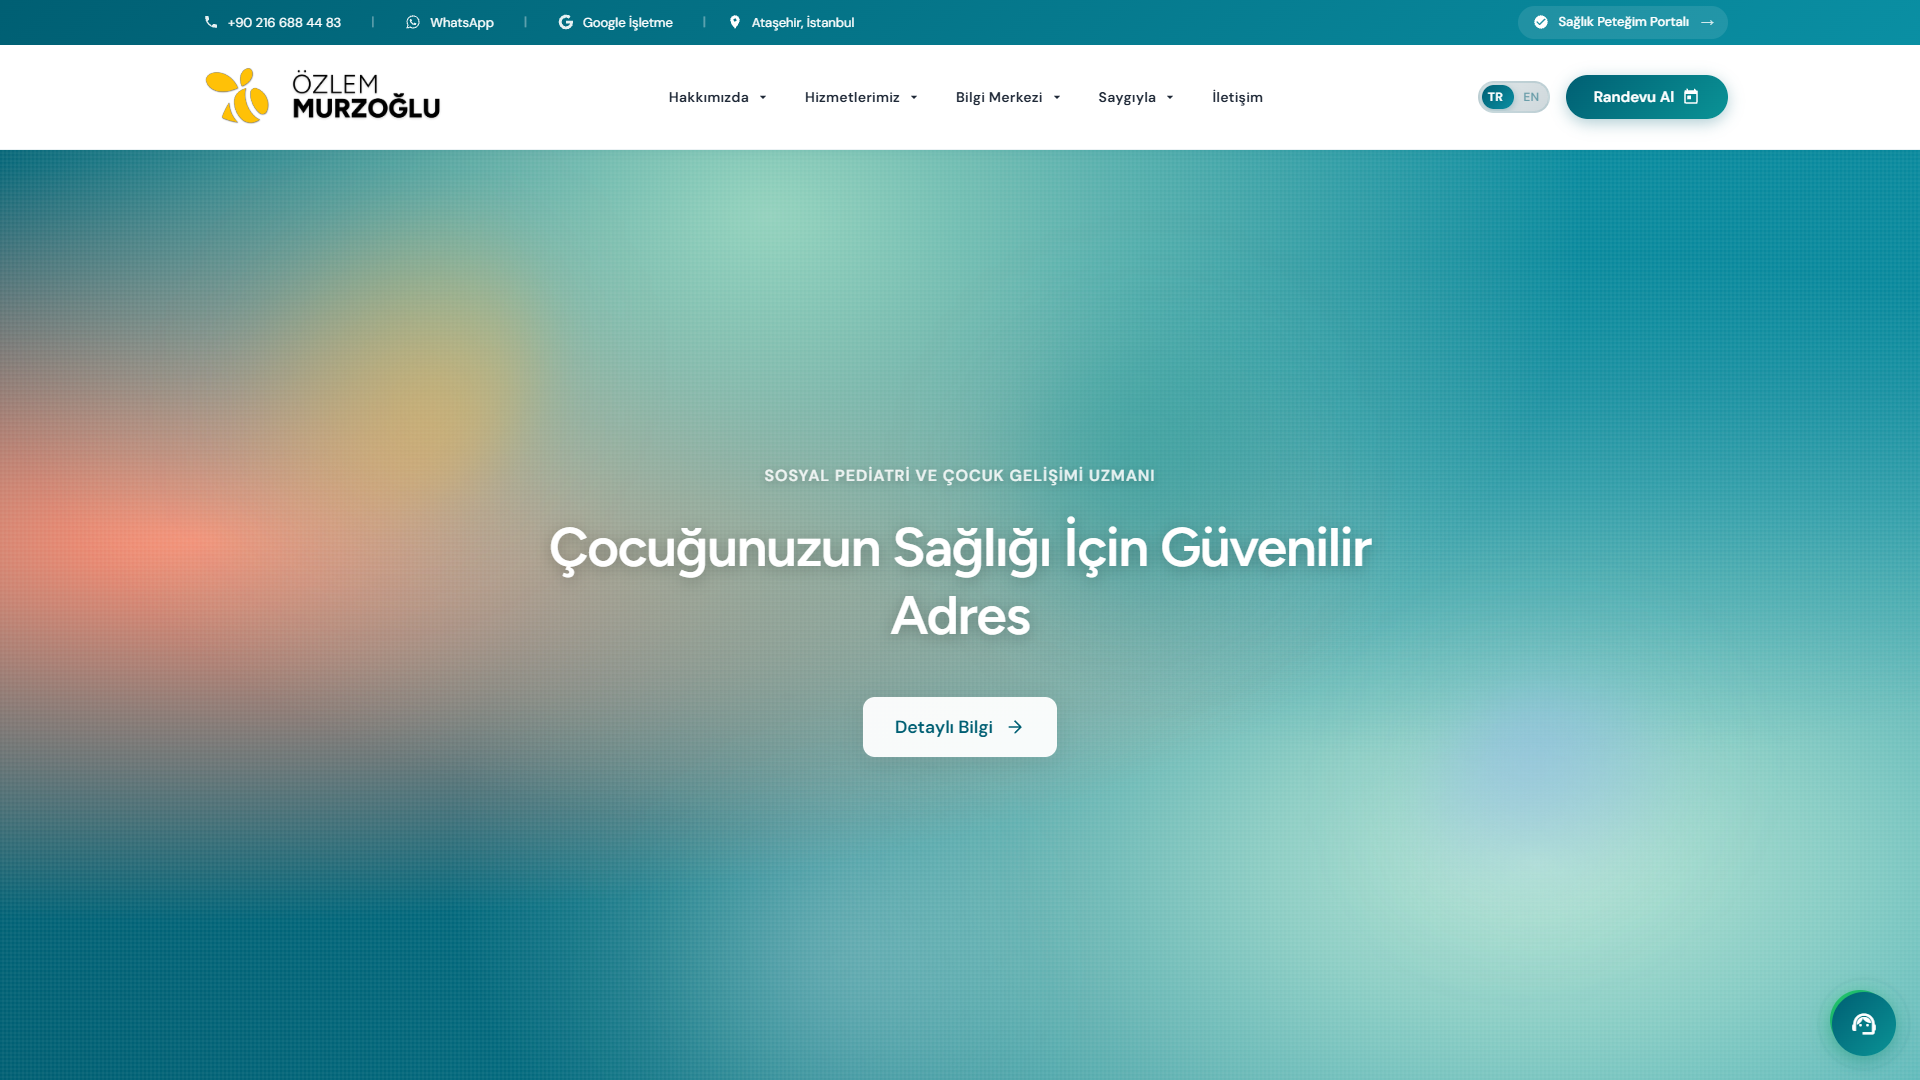 +90 216 688 44 83 | WhatsApp | Google İşletme | Ataşehir, İstanbul
Sağlık Peteğim Portalı →
ÖZLEM
MURZOĞLU
Hakkımızda
Hizmetlerimiz
Bilgi Merkezi
Saygıyla
İletişim
TR EN
Randevu Al
SOSYAL PEDİATRİ VE ÇOCUK GELİŞİMİ UZMANI
Çocuğunuzun Sağlığı İçin Güvenilir
Adres
Detaylı Bilgi →